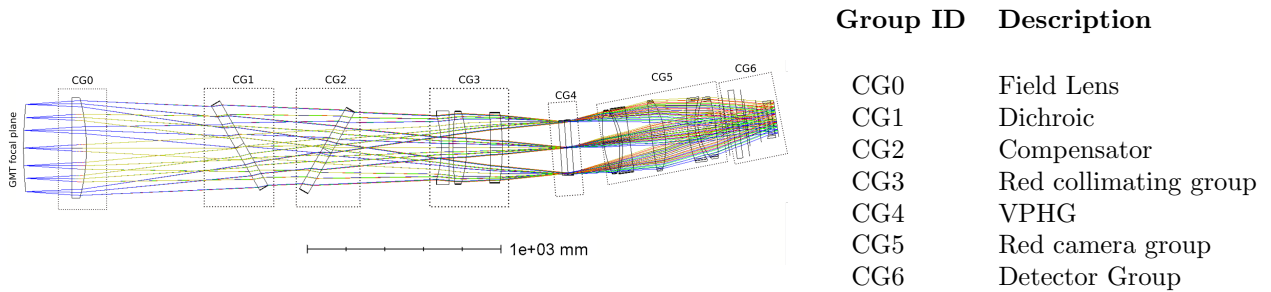 CG0
CG1
CG2
CG3
CG4
CG5
CG6
GMT focal plane
1e+03 mm
Group ID Description
CG0 Field Lens
CG1 Dichroic
CG2 Compensator
CG3 Red collimating group
CG4 VPHG
CG5 Red camera group
CG6 Detector Group